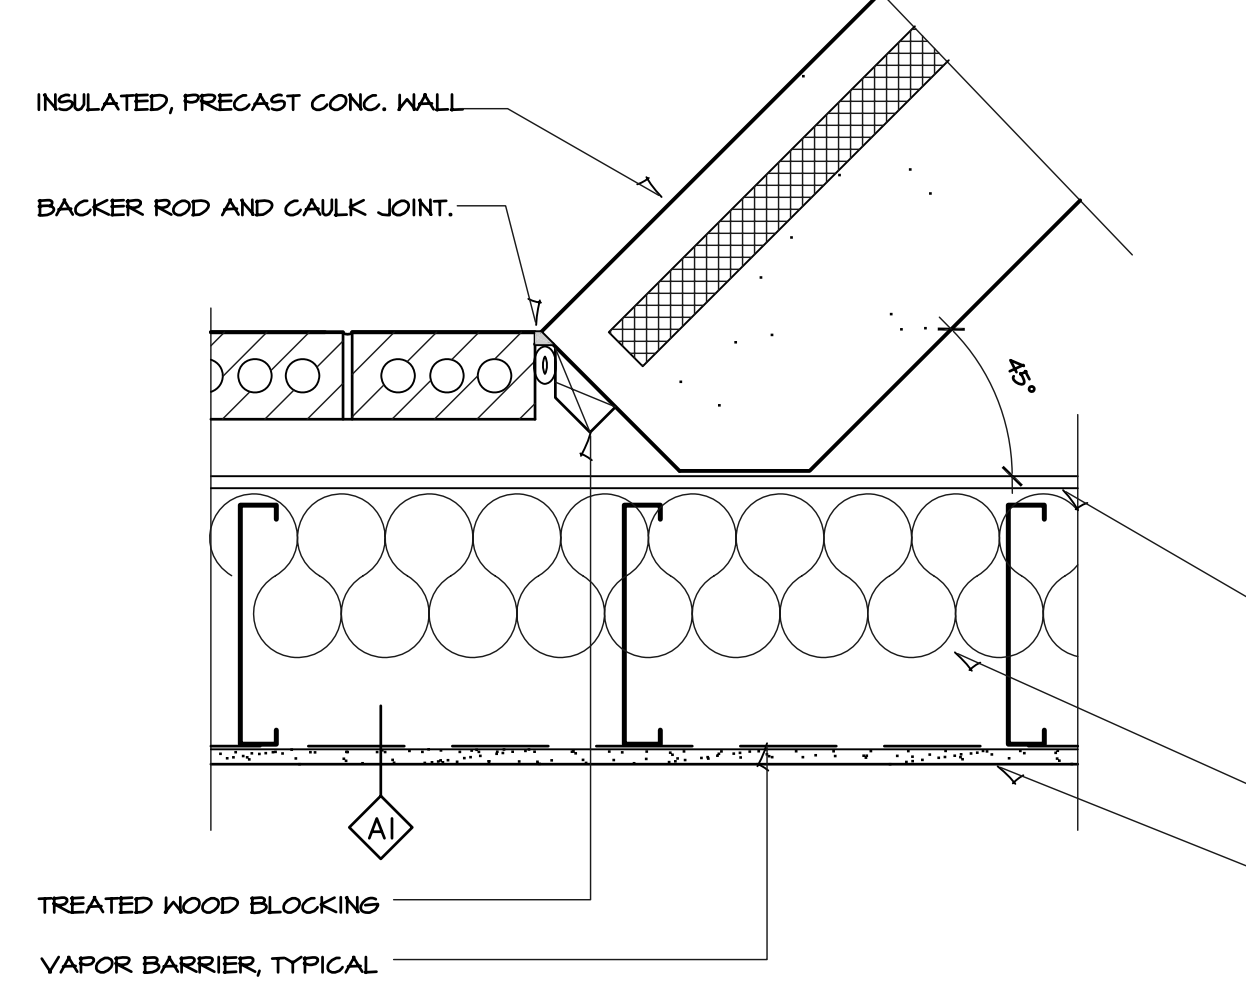 INSULATED, PRECAST CONC. WALL
BACKER ROD AND CAULK JOINT.
45°
A1
TREATED WOOD BLOCKING
VAPOR BARRIER, TYPICAL